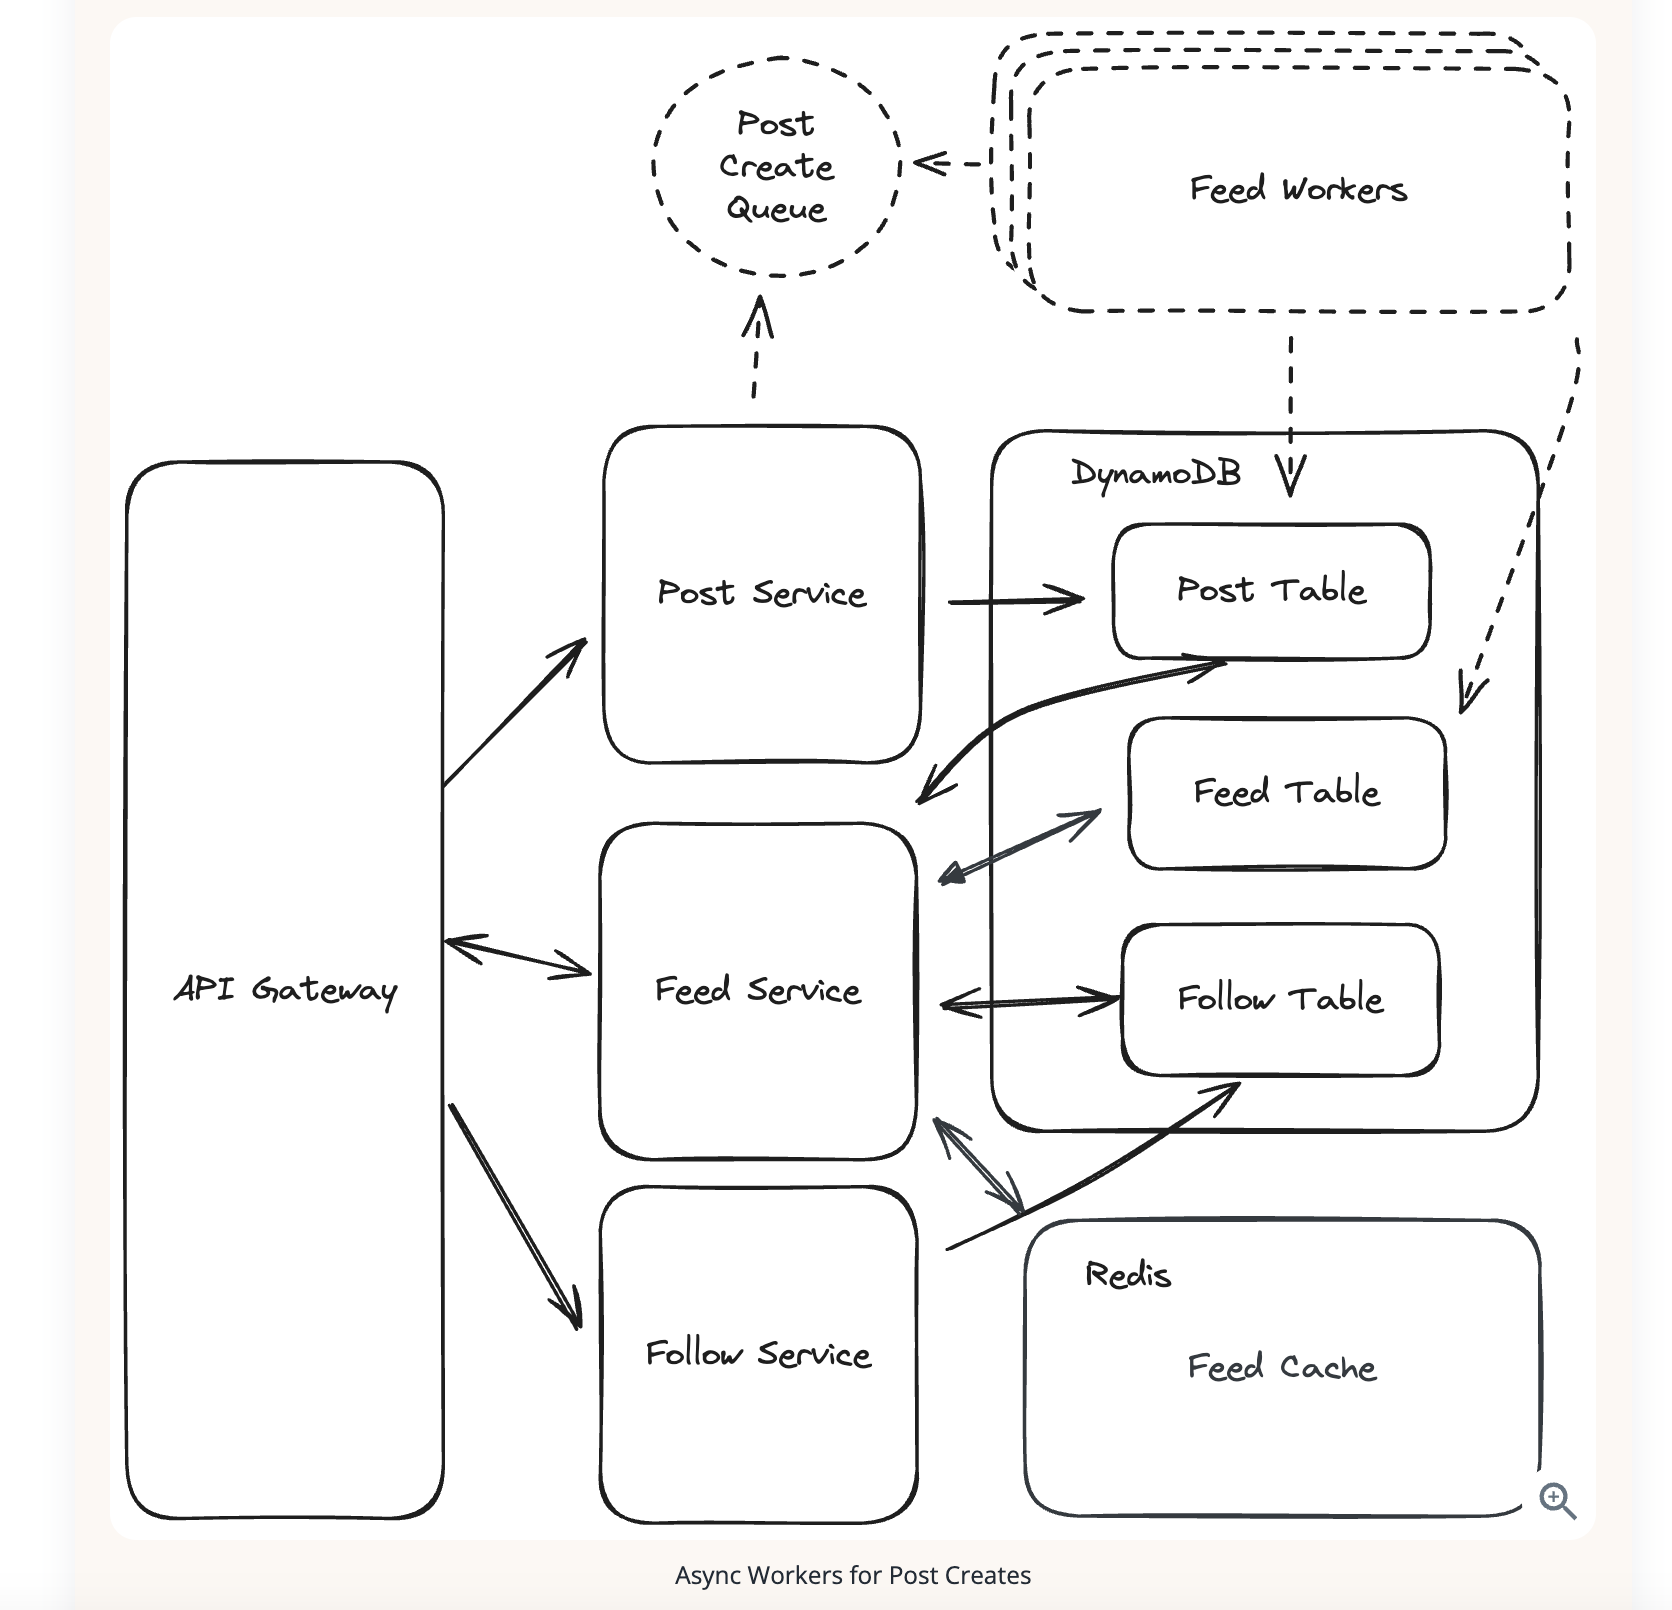 Post
Create
Queue
Feed Workers
DynamoDB
Post Service
Post Table
Feed Table
API Gateway
Feed Service
Follow Table
Redis
Follow Service
Feed Cache
Async Workers for Post Creates